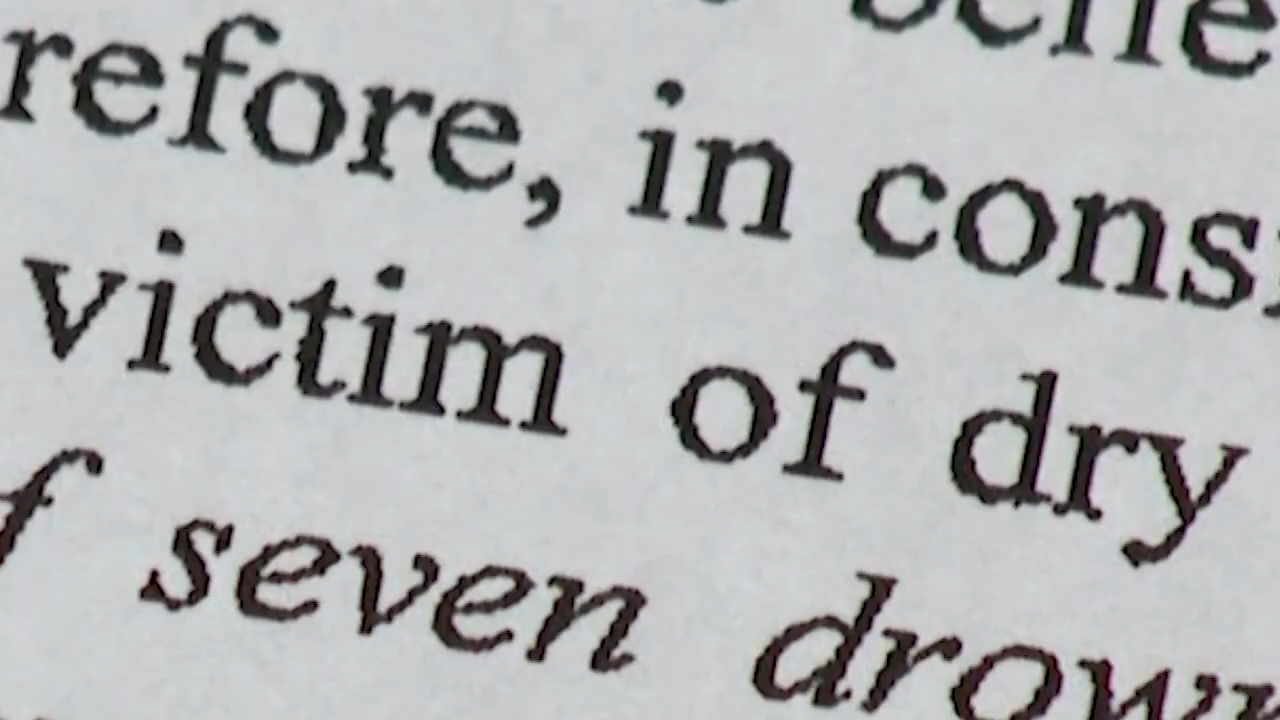 refore, in cons
victim of dry
f seven drow